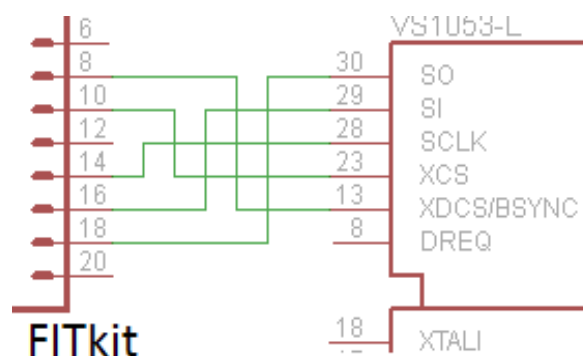 VS1053-L
6
8
10
12
14
16
18
20
FITkit
30 SO
29 SI
28 SCLK
23 XCS
13 XDCS/BSYNC
8 DREQ
18 XTALI